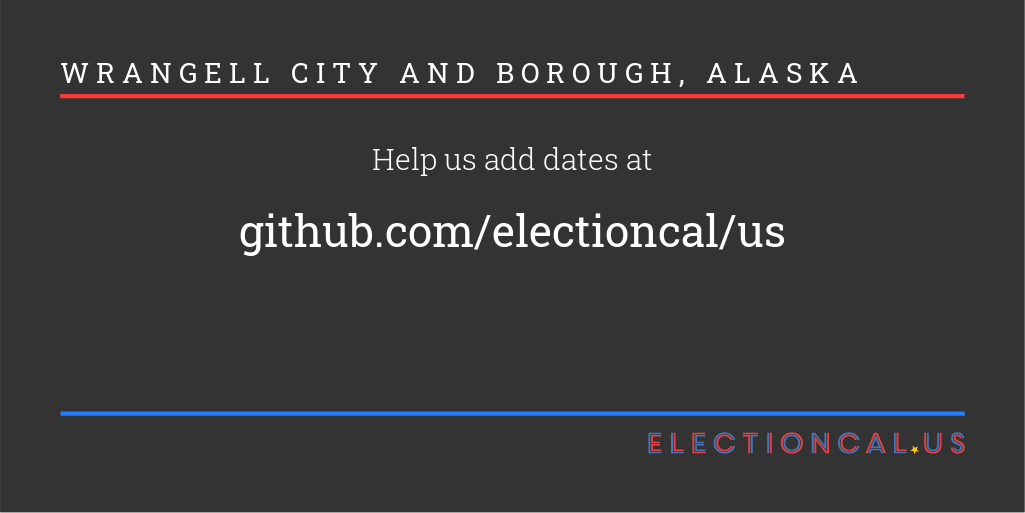 WRANGELL CITY AND BOROUGH, ALASKA
Help us add dates at
github.com/electioncal/us
ELECTIONCAL.US